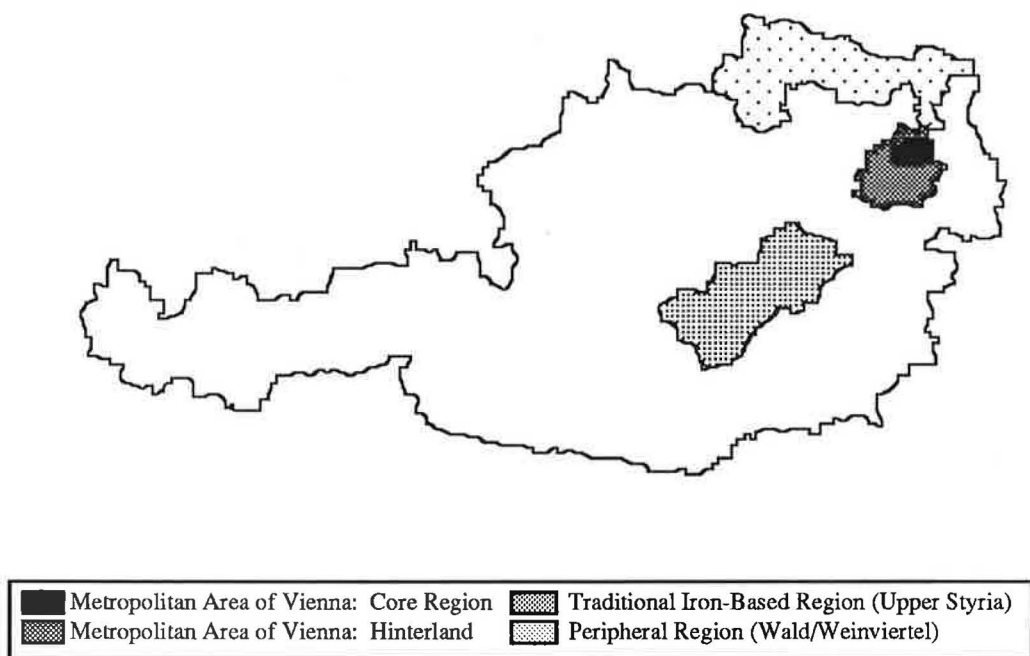 Metropolitan Area of Vienna: Core Region
Metropolitan Area of Vienna: Hinterland
Traditional Iron-Based Region (Upper Styria)
Peripheral Region (Wald/Weinviertel)